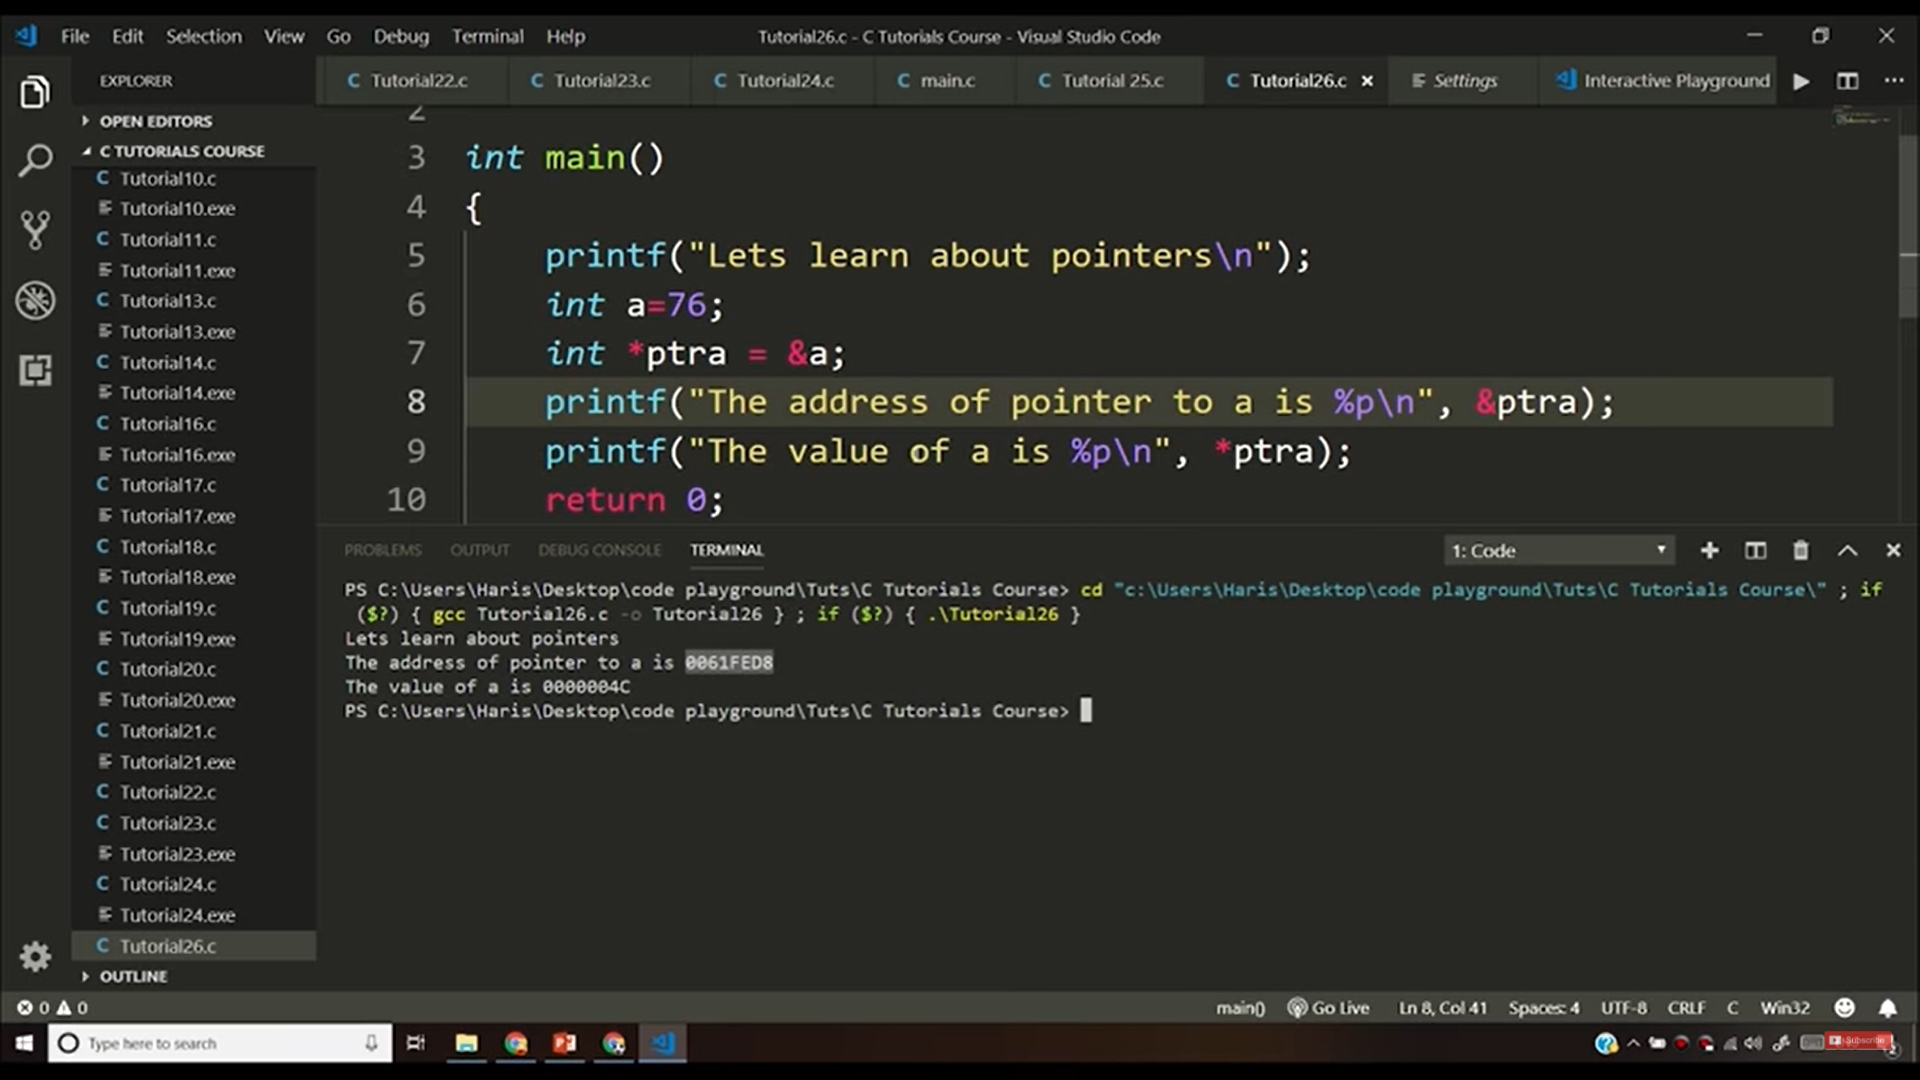 File Edit Selection View Go Debug Terminal Help Tutorial26.c - C Tutorials Course - Visual Studio Code
EXPLORER Tutorial22.c Tutorial23.c Tutorial24.c main.c Tutorial 25.c Tutorial26.c Settings Interactive Playground
OPEN EDITORS
C TUTORIALS COURSE
Tutorial10.c
Tutorial10.exe
Tutorial11.c
Tutorial11.exe
Tutorial13.c
Tutorial13.exe
Tutorial14.c
Tutorial14.exe
Tutorial16.c
Tutorial16.exe
Tutorial17.c
Tutorial17.exe
Tutorial18.c
Tutorial18.exe
Tutorial19.c
Tutorial19.exe
Tutorial20.c
Tutorial20.exe
Tutorial21.c
Tutorial21.exe
Tutorial22.c
Tutorial23.c
Tutorial23.exe
Tutorial24.c
Tutorial24.exe
Tutorial26.c
OUTLINE
2
3 int main()
4 {
5 printf("Lets learn about pointers\n");
6 int a=76;
7 int *ptra = &a;
8 printf("The address of pointer to a is %p\n", &ptra);
9 printf("The value of a is %p\n", *ptra);
10 return 0;
PROBLEMS OUTPUT DEBUG CONSOLE TERMINAL 1: Code
PS C:\Users\Haris\Desktop\code playground\Tuts\C Tutorials Course> cd "c:\Users\Haris\Desktop\code playground\Tuts\C Tutorials Course\" ; if
($?) { gcc Tutorial26.c -o Tutorial26 } ; if ($?) { .\Tutorial26 }
Lets learn about pointers
The address of pointer to a is 0061FED8
The value of a is 0000004C
PS C:\Users\Haris\Desktop\code playground\Tuts\C Tutorials Course>
0 0 main() Go Live Ln 8, Col 41 Spaces: 4 UTF-8 CRLF C Win32
Type here to search Subscribe